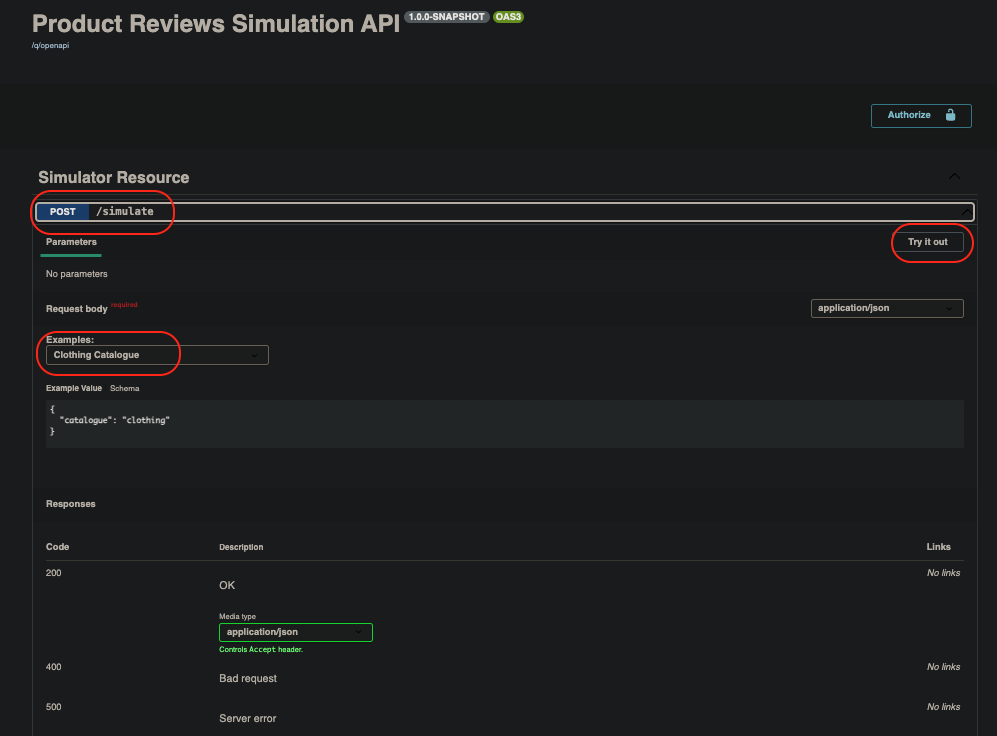 Product Reviews Simulation API 1.0.0-SNAPSHOT OAS3
/q/openapi
Authorize
Simulator Resource
POST /simulate
Parameters
Try it out
No parameters
Request body required
application/json
Examples:
Clothing Catalogue
Example Value Schema
{
"catalogue": "clothing"
}
Responses
Code Description Links
200 No links
OK
Media type
application/json
Controls Accept header.
400 No links
Bad request
500 No links
Server error